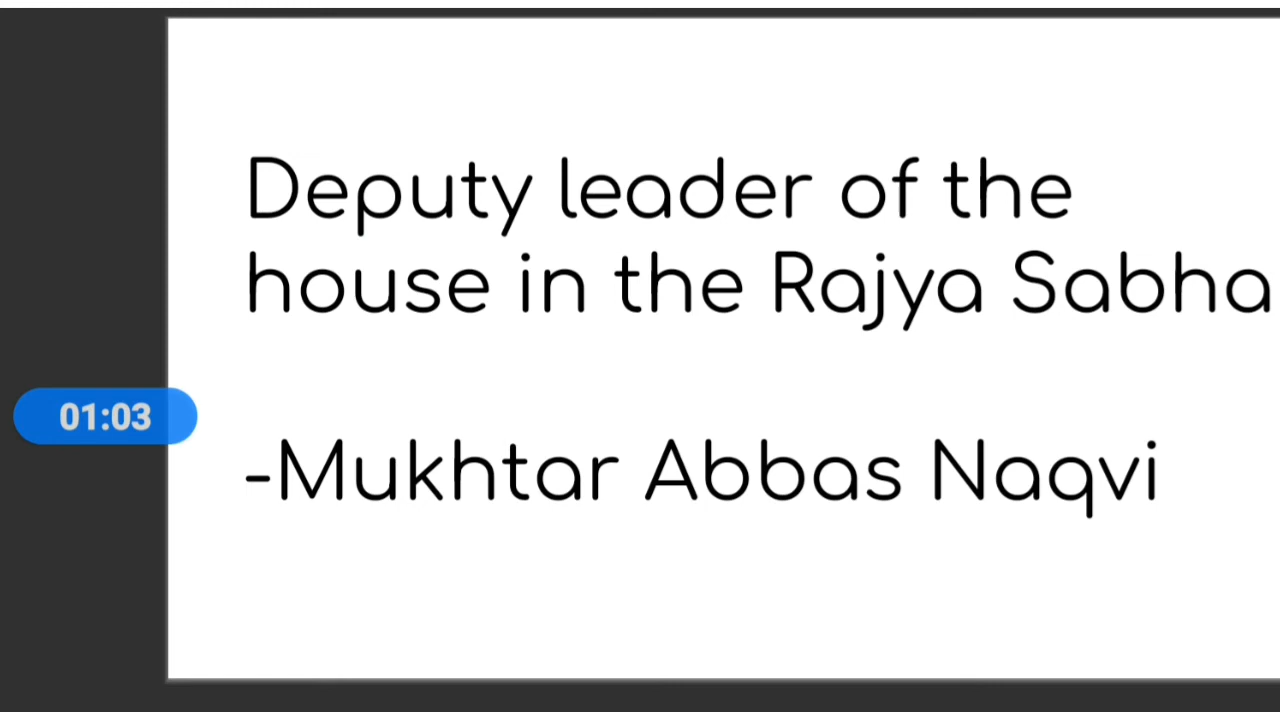 Deputy leader of the
house in the Rajya Sabha
01:03
-Mukhtar Abbas Naqvi